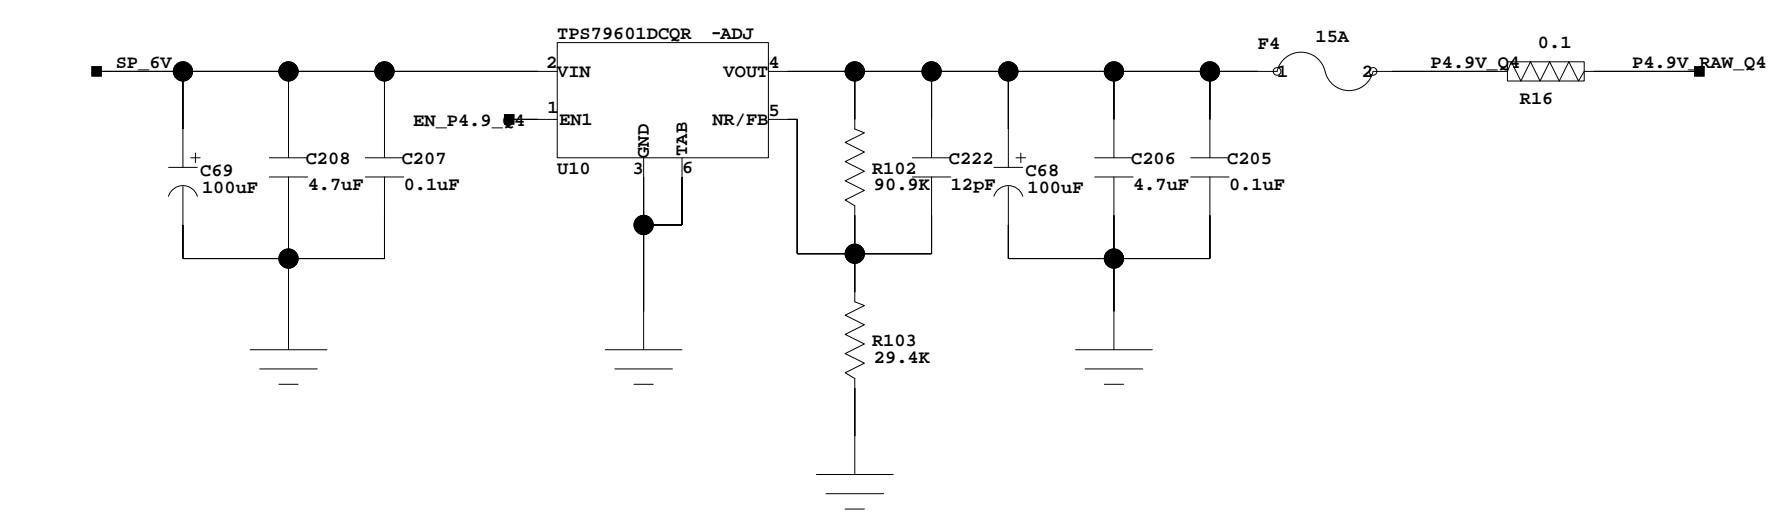 TPS79601DCQR -ADJ
SP_6V
2
VIN
VOUT
4
F4
15A
1
2
P4.9V_Q4
0.1
R16
P4.9V_RAW_Q4
EN_P4.9_Q4
1
EN1
NR/FB
5
GND
TAB
U10
3
6
+
C69
100uF
C208
4.7uF
C207
0.1uF
R102
90.9K
C222
12pF
+
C68
100uF
C206
4.7uF
C205
0.1uF
R103
29.4K